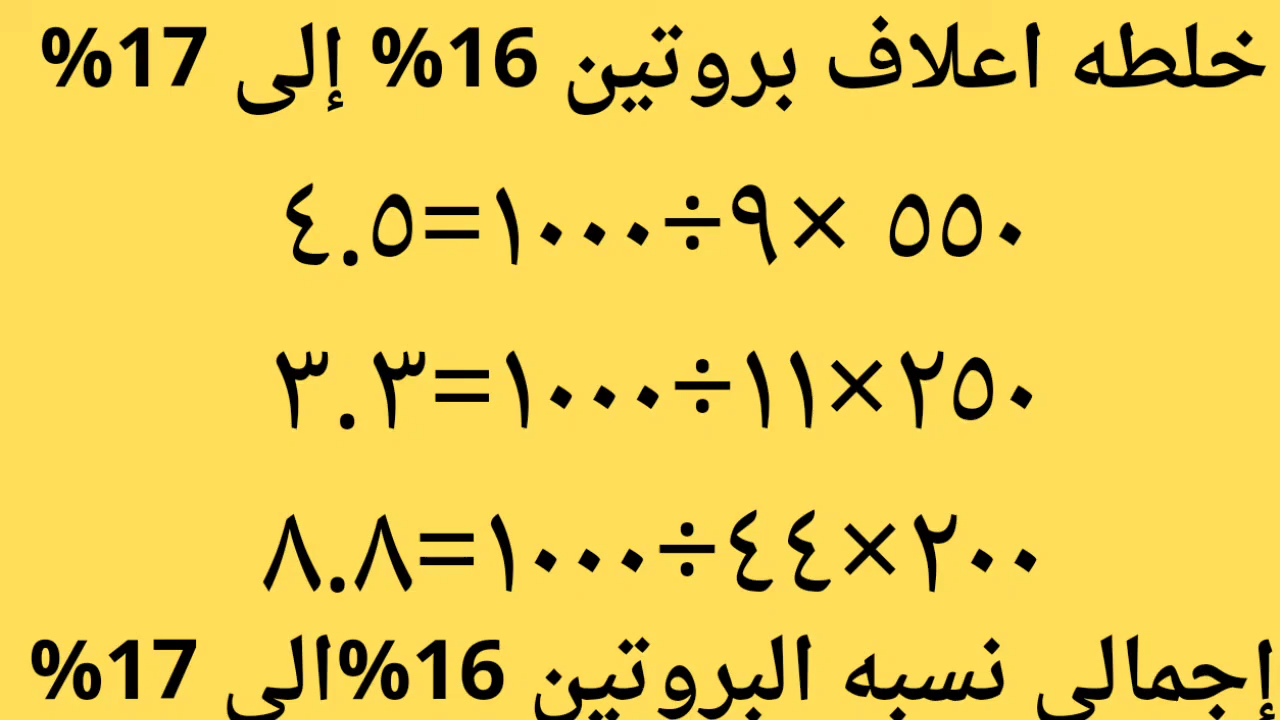 خلطه اعلاف بروتين 16% إلى 17%
٥٥٠ ×٩÷١٠٠٠=٤.٥
٢٥٠×١١÷١٠٠٠=٣.٣
٢٠٠×٤٤÷١٠٠٠=٨.٨
إجمالي نسبه البروتين 16%الى 17%